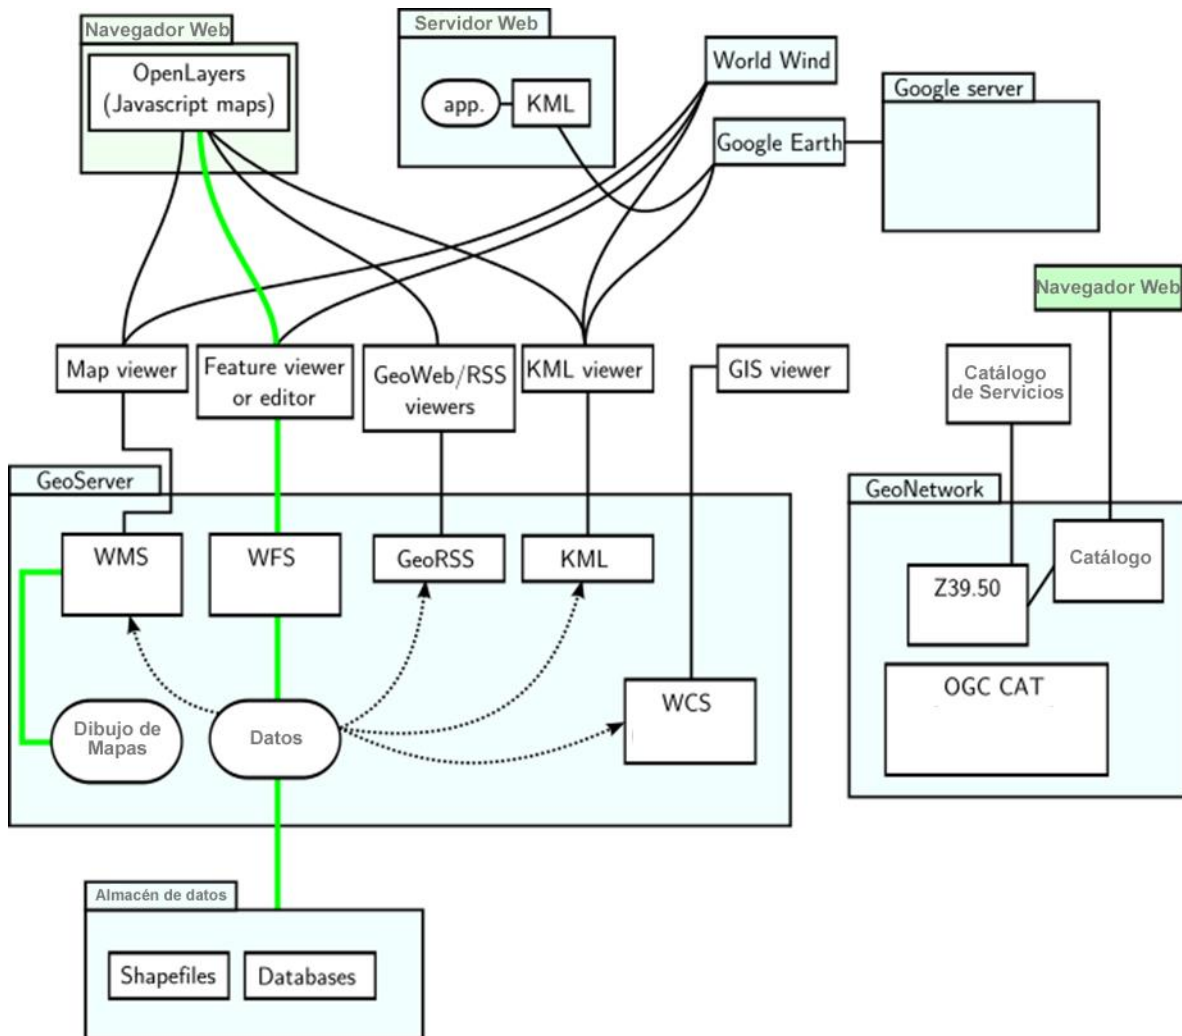 Navegador Web
OpenLayers
(Javascript maps)
Servidor Web
app.
KML
World Wind
Google Earth
Google server
Navegador Web
Map viewer
Feature viewer
or editor
GeoWeb/RSS
viewers
KML viewer
GIS viewer
Catálogo
de Servicios
GeoServer
WMS
WFS
GeoRSS
KML
WCS
Dibujo de
Mapas
Datos
GeoNetwork
Z39.50
Catálogo
OGC CAT
Almacén de datos
Shapefiles
Databases